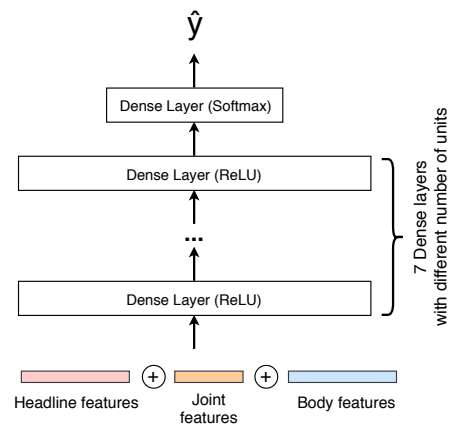 ŷ
Dense Layer (Softmax)
Dense Layer (ReLU)
...
Dense Layer (ReLU)
7 Dense layers
with different number of units
+ +
Headline features
Joint
features
Body features